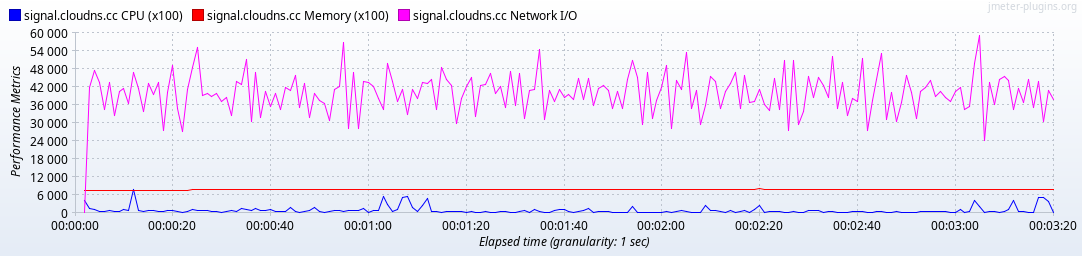 jmeter-plugins.org
signal.cloudns.cc CPU (x100) signal.cloudns.cc Memory (x100) signal.cloudns.cc Network I/O
60 000
54 000
48 000
42 000
36 000
30 000
24 000
18 000
12 000
6 000
0
Performance Metrics
00:00:00 00:00:20 00:00:40 00:01:00 00:01:20 00:01:40 00:02:00 00:02:20 00:02:40 00:03:00 00:03:20
Elapsed time (granularity: 1 sec)